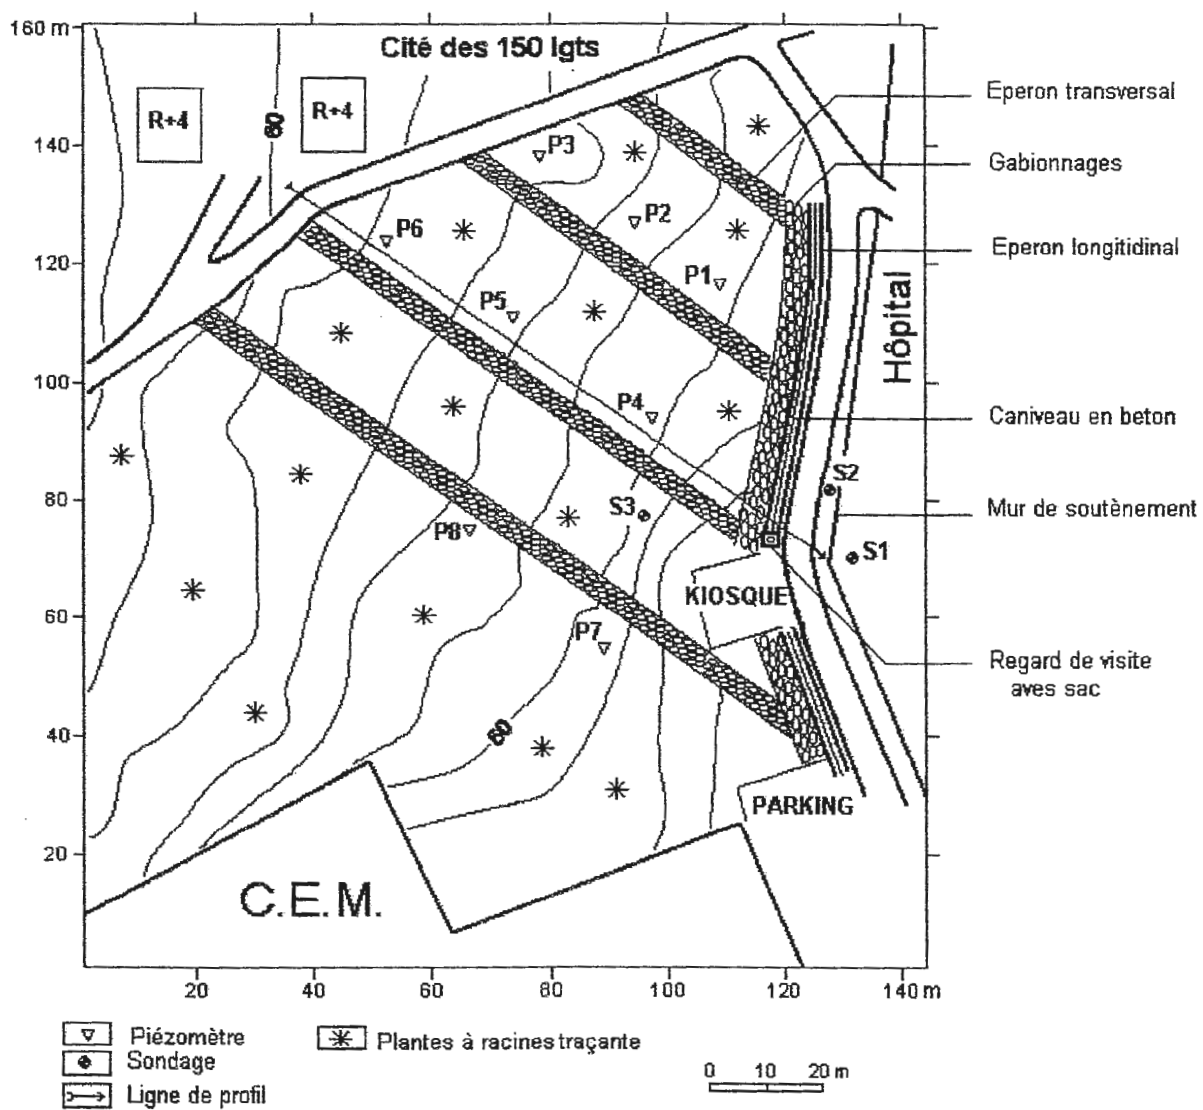 160 m
Cité des 150 lgts
R+4
60
R+4
Eperon transversal
140
P3
Gabionnages
P6
P2
Eperon longitidinal
120
P1
P5
Hôpital
100
P4
Caniveau en beton
80
S2
S3
Mur de soutènement
P8
S1
KIOSQUE
60
P7
Regard de visite
aves sac
40
60
PARKING
20
C.E.M.
20 40 60 80 100 120 140 m
Piézomètre
Plantes à racines traçante
Sondage
Ligne de profil
0 10 20 m